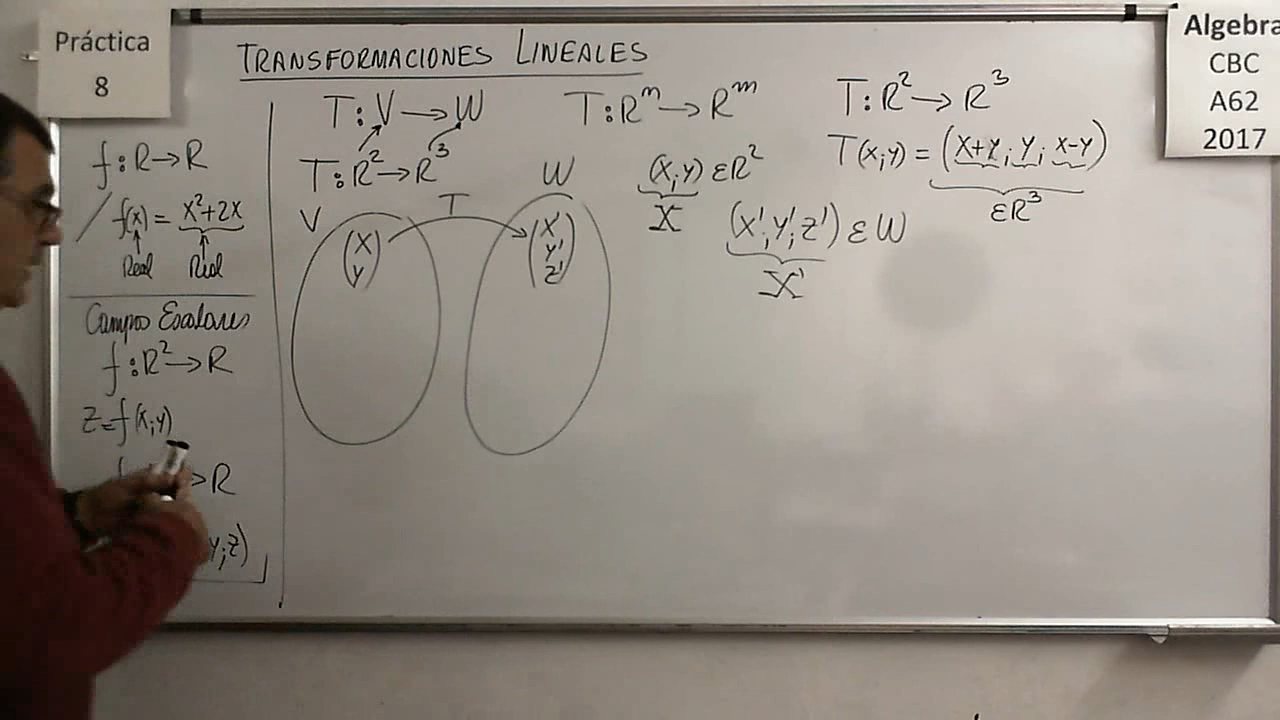 Práctica
8
TRANSFORMACIONES LINEALES
Algebra
CBC
A62
2017
f : R → R
f(x) = x²+2x
Real Real
Campos Escalares
f : R² → R
z = f(x;y)
→ R
y;z)
T : V → W
T : R² → R³
V T W
(x
y)
(x'
y'
z')
T : Rⁿ → Rᵐ
(x;y) ε R²
X
(x';y';z') ε W
X'
T : R² → R³
T(x;y) = (x+y; y; x-y)
ε R³